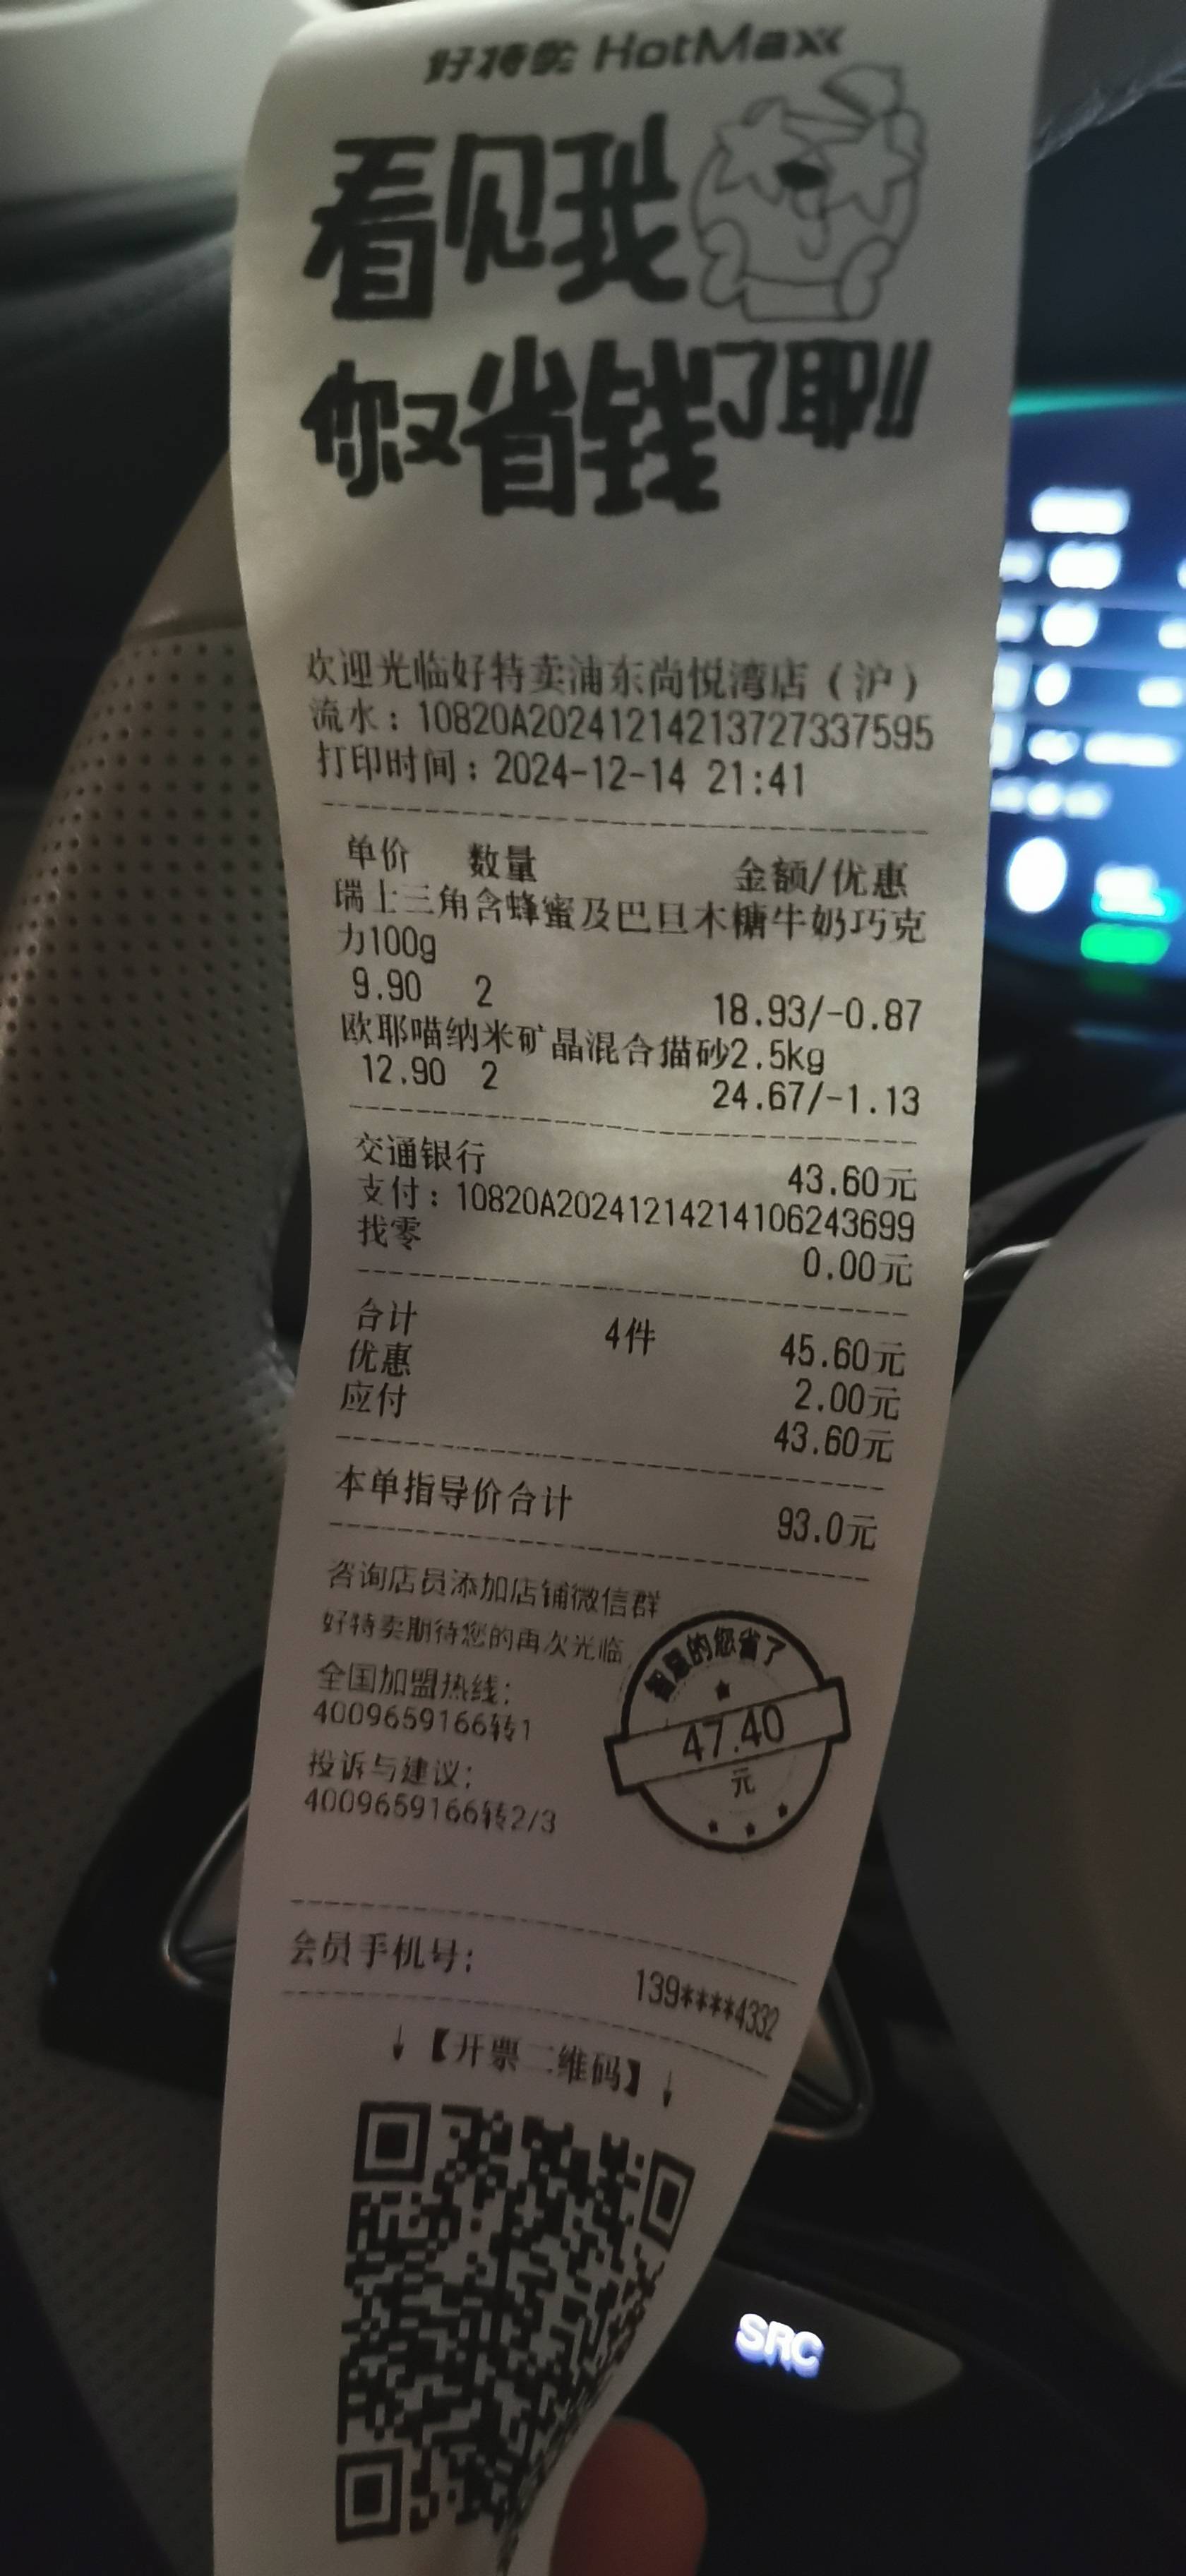 好特卖 HotMaxx
看见我
你又省钱了耶!!
欢迎光临好特卖浦东尚悦湾店（沪）
流水：10820A20241214213727337595
打印时间：2024-12-14 21:41
单价 数量 金额/优惠
瑞士三角含蜂蜜及巴旦木糖牛奶巧克
力100g
9.90 2 18.93/-0.87
欧耶喵纳米矿晶混合猫砂2.5kg
12.90 2 24.67/-1.13
交通银行 43.60元
支付：10820A20241214214106243699
找零 0.00元
合计 4件 45.60元
优惠 2.00元
应付 43.60元
本单指导价合计 93.0元
咨询店员添加店铺微信群
好特卖期待您的再次光临
全国加盟热线：
4009659166转1
投诉与建议：
4009659166转2/3
的您省了
47.40
元
会员手机号： 139****4332
↓【开票二维码】↓
SRC